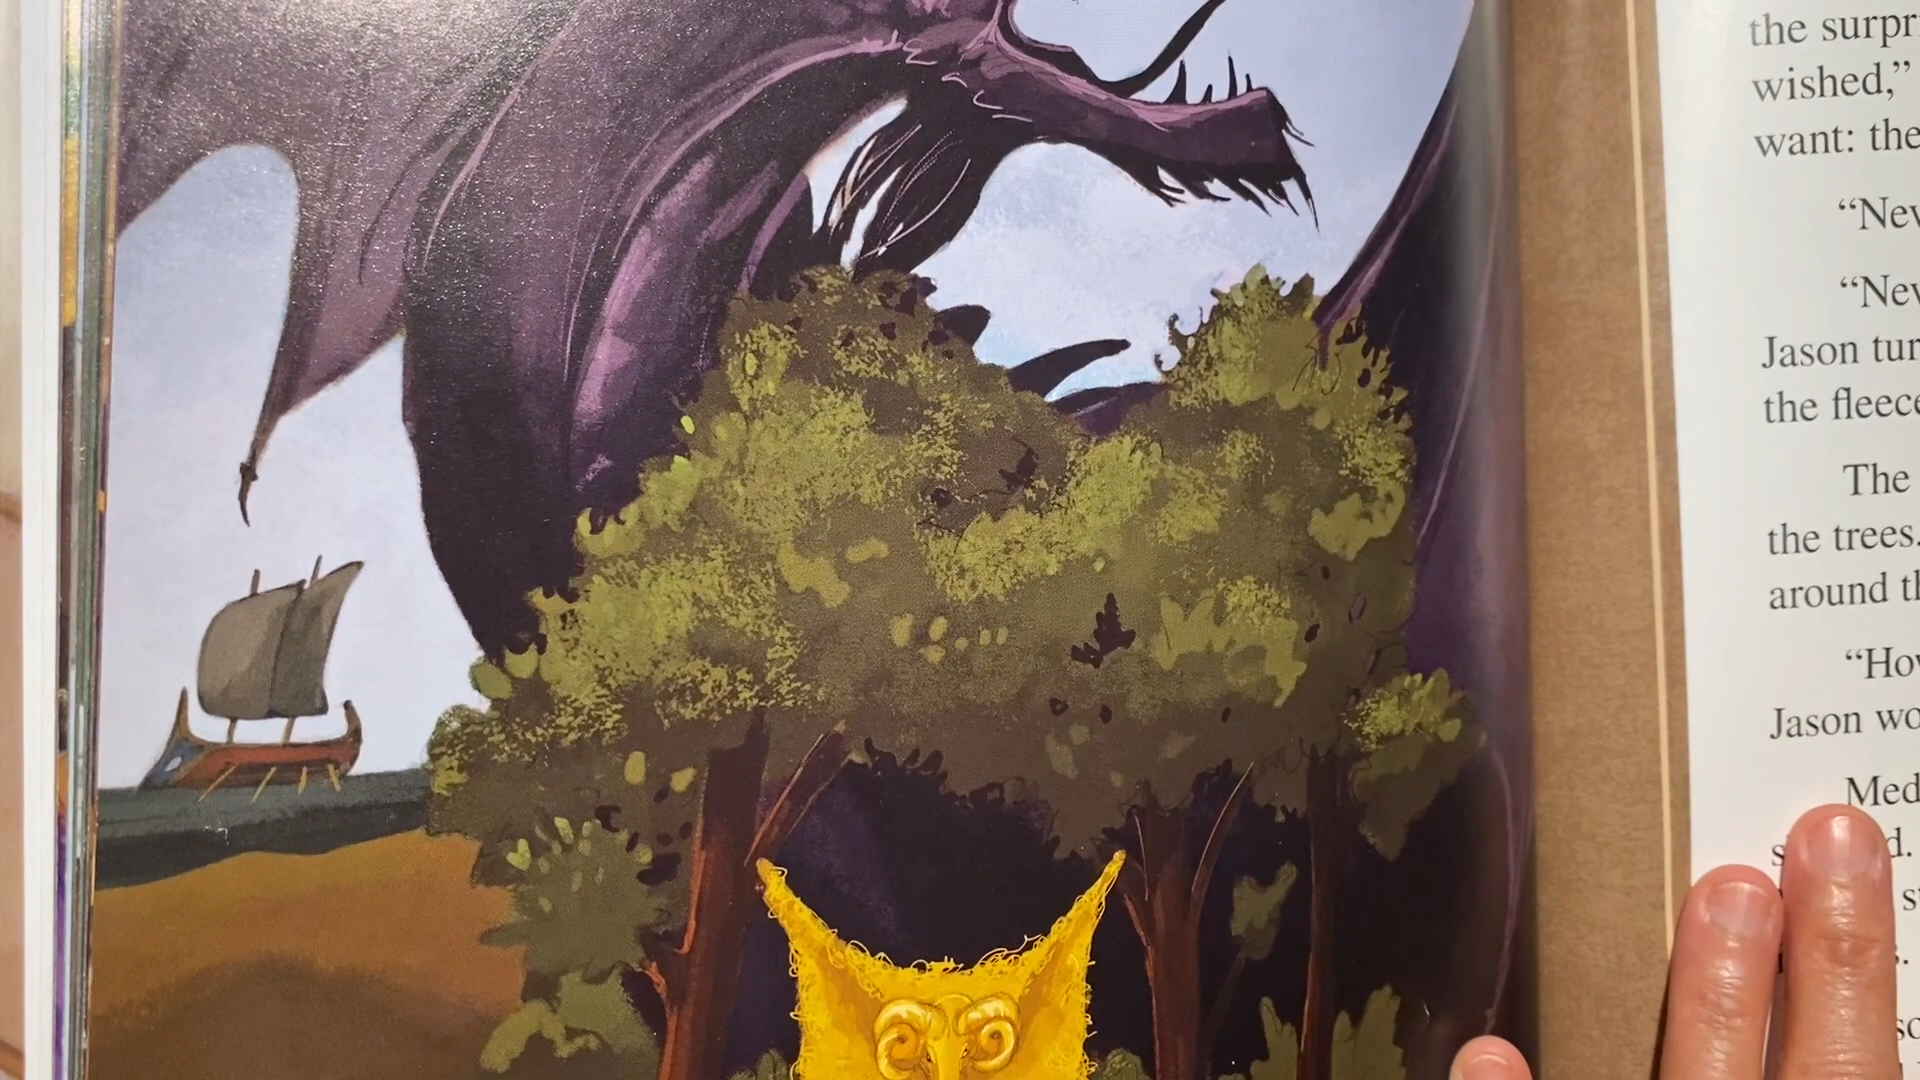 the surpr
wished,”
want: the
“Nev
“Nev
Jason tur
the fleece
The
the trees.
around th
“How
Jason wo
Med
d.